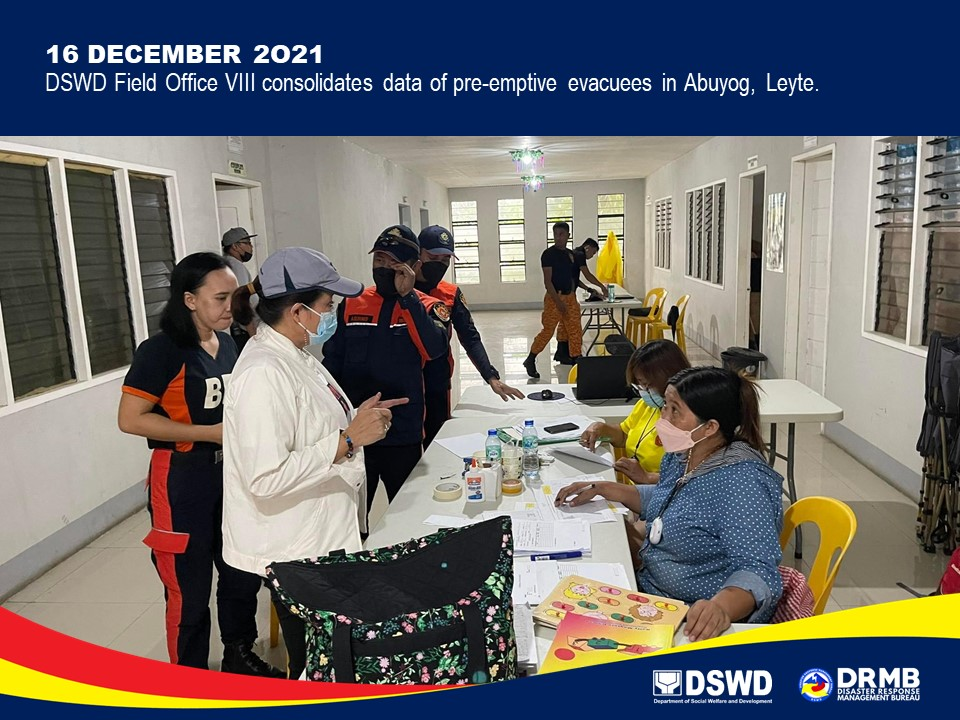 16 DECEMBER 2021
DSWD Field Office VIII consolidates data of pre-emptive evacuees in Abuyog, Leyte.
B
DSWD
Department of Social Welfare and Development
DRMB
DISASTER RESPONSE
MANAGEMENT BUREAU